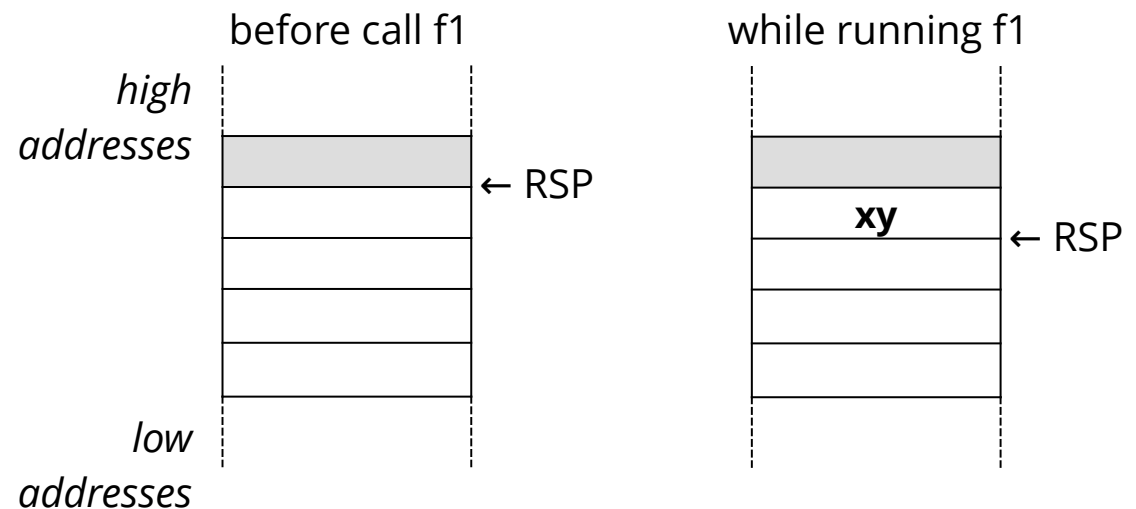 before call f1
while running f1
high
addresses
← RSP
xy
← RSP
low
addresses